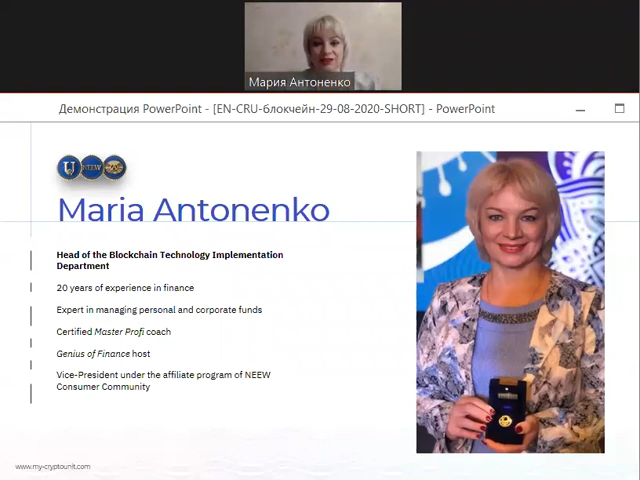 Мария Антоненко
Демонстрация PowerPoint - [EN-CRU-блокчейн-29-08-2020-SHORT] - PowerPoint
NEEW
Maria Antonenko
Head of the Blockchain Technology Implementation
Department
20 years of experience in finance
Expert in managing personal and corporate funds
Certified Master Profi coach
Genius of Finance host
Vice-President under the affiliate program of NEEW
Consumer Community
www.my-cryptounit.com